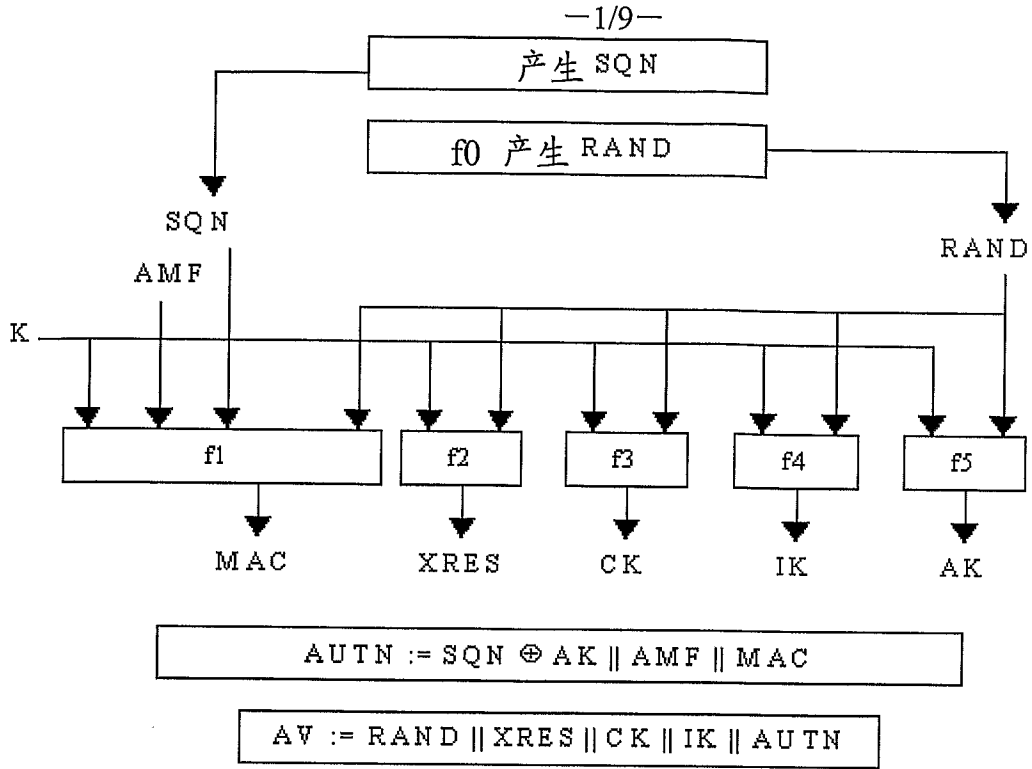 —1/9—
产生 SQN
f0 产生 RAND
SQN
RAND
AMF
K
f1 f2 f3 f4 f5
MAC XRES CK IK AK
AUTN := SQN ⊕ AK || AMF || MAC
AV := RAND || XRES || CK || IK || AUTN